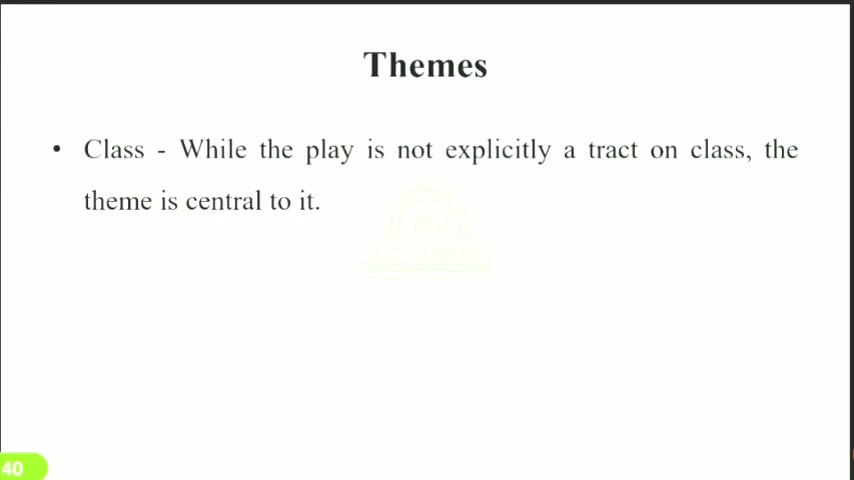 Themes
• Class - While the play is not explicitly a tract on class, the
theme is central to it.
40